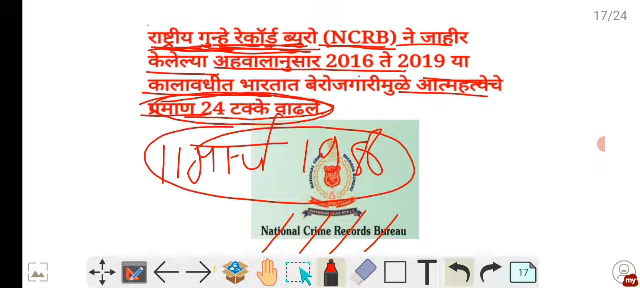 17/24
राष्ट्रीय गुन्हे रेकॉर्ड ब्युरो (NCRB) ने जाहीर
केलेल्या अहवालानुसार 2016 ते 2019 या
कालावधीत भारतात बेरोजगारीमुळे आत्महत्येचे
प्रमाण 24 टक्के वाढले
11 मार्च
National Crime Records Bureau
T
17
my